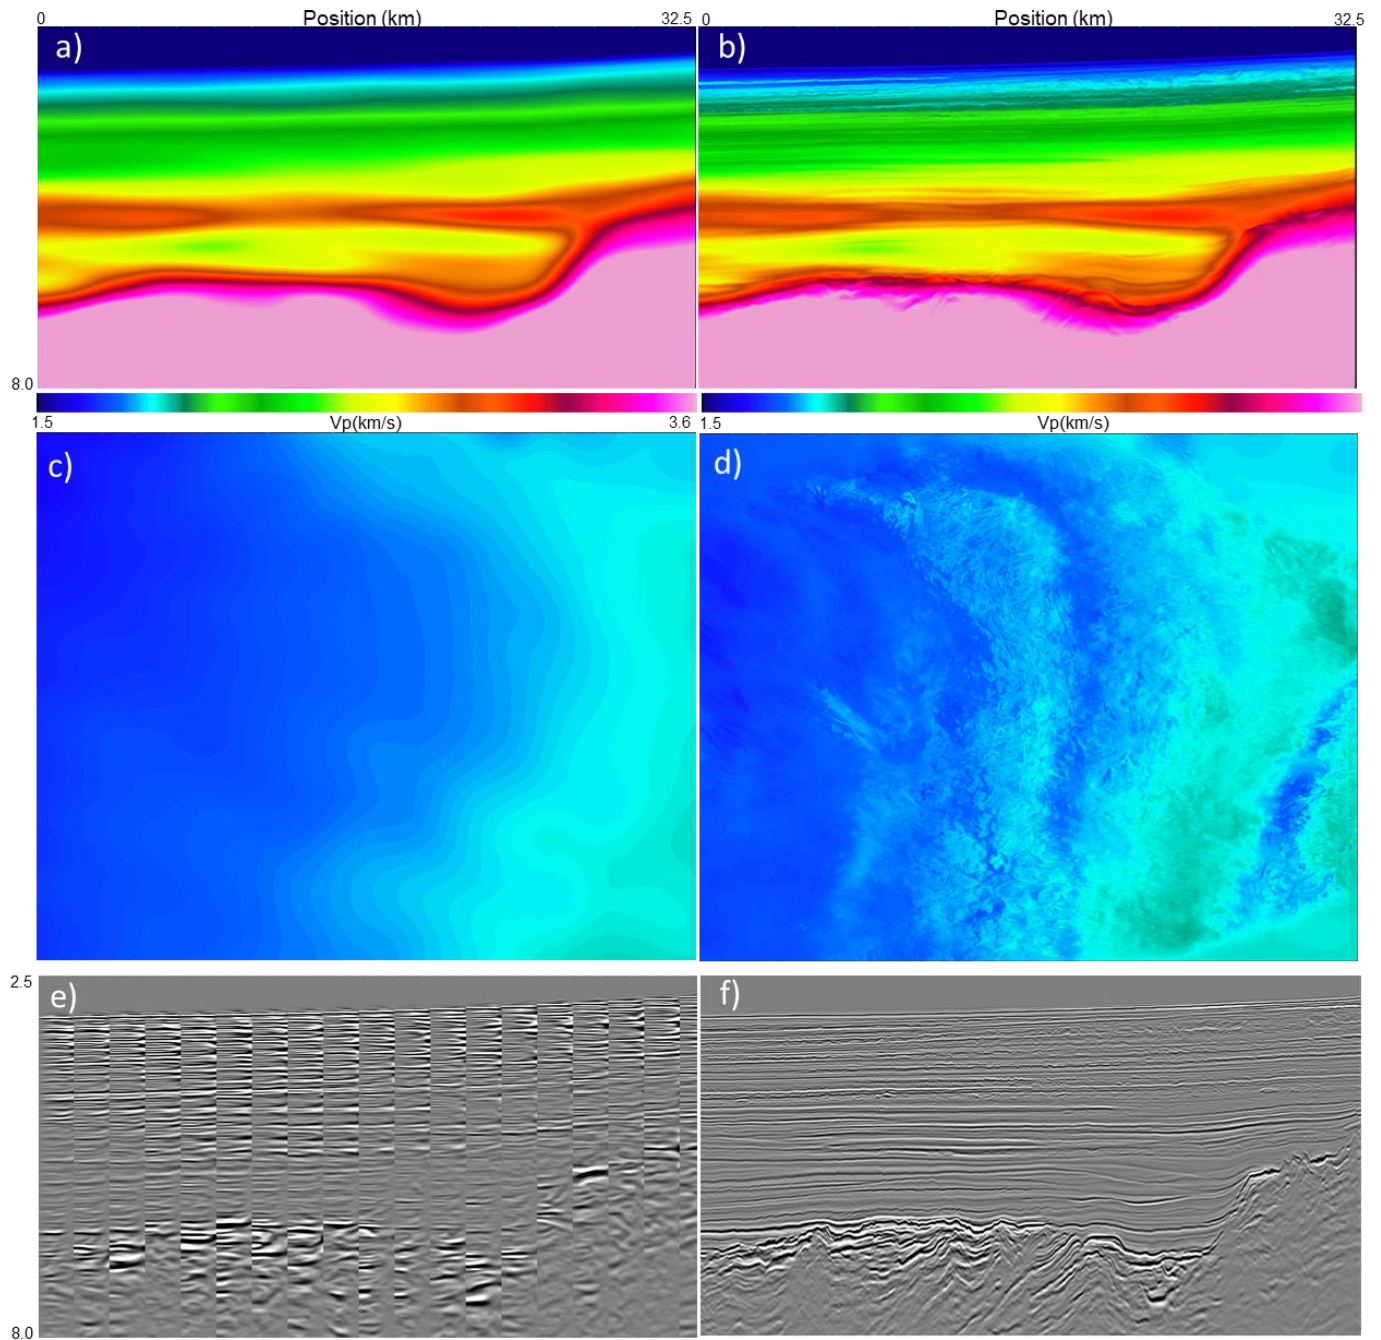 0 Position (km) 32.5 0 Position (km) 32.5
a) b)
8.0
1.5 Vp(km/s) 3.6 1.5 Vp(km/s)
c) d)
2.5
e) f)
8.0